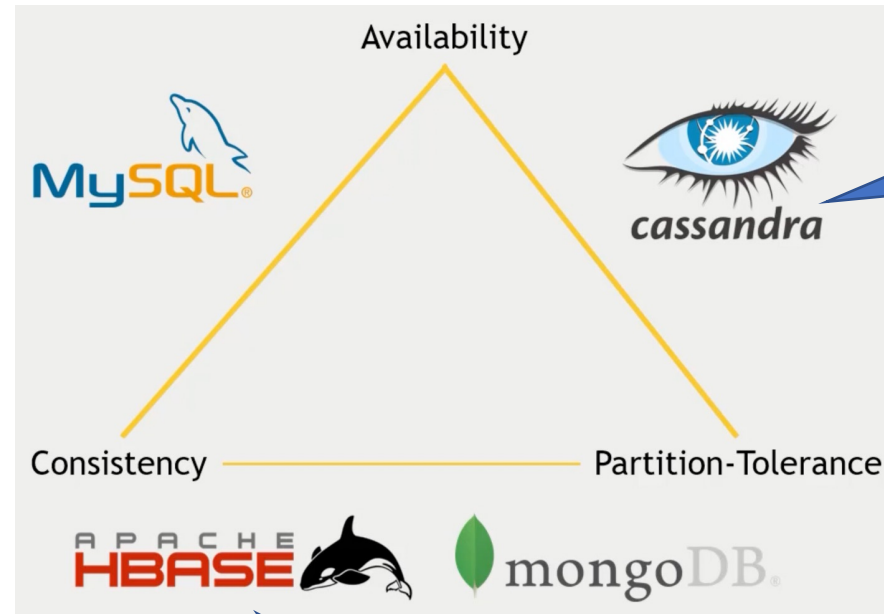 Availability
MySQL®
cassandra
Consistency
Partition-Tolerance
APACHE
HBASE
mongoDB®